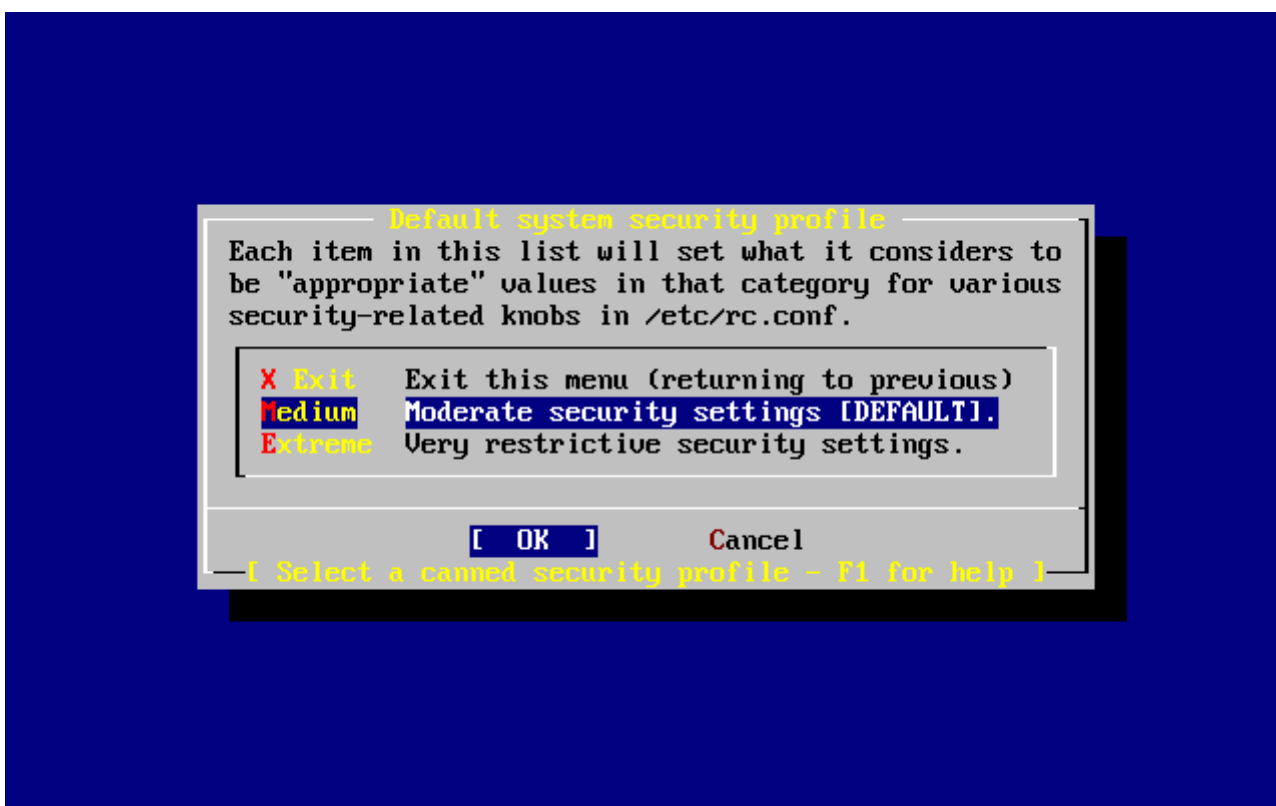 Default system security profile
Each item in this list will set what it considers to
be "appropriate" values in that category for various
security-related knobs in /etc/rc.conf.
X Exit Exit this menu (returning to previous)
Medium Moderate security settings [DEFAULT].
Extreme Very restrictive security settings.
[ OK ] Cancel
[ Select a canned security profile - F1 for help ]